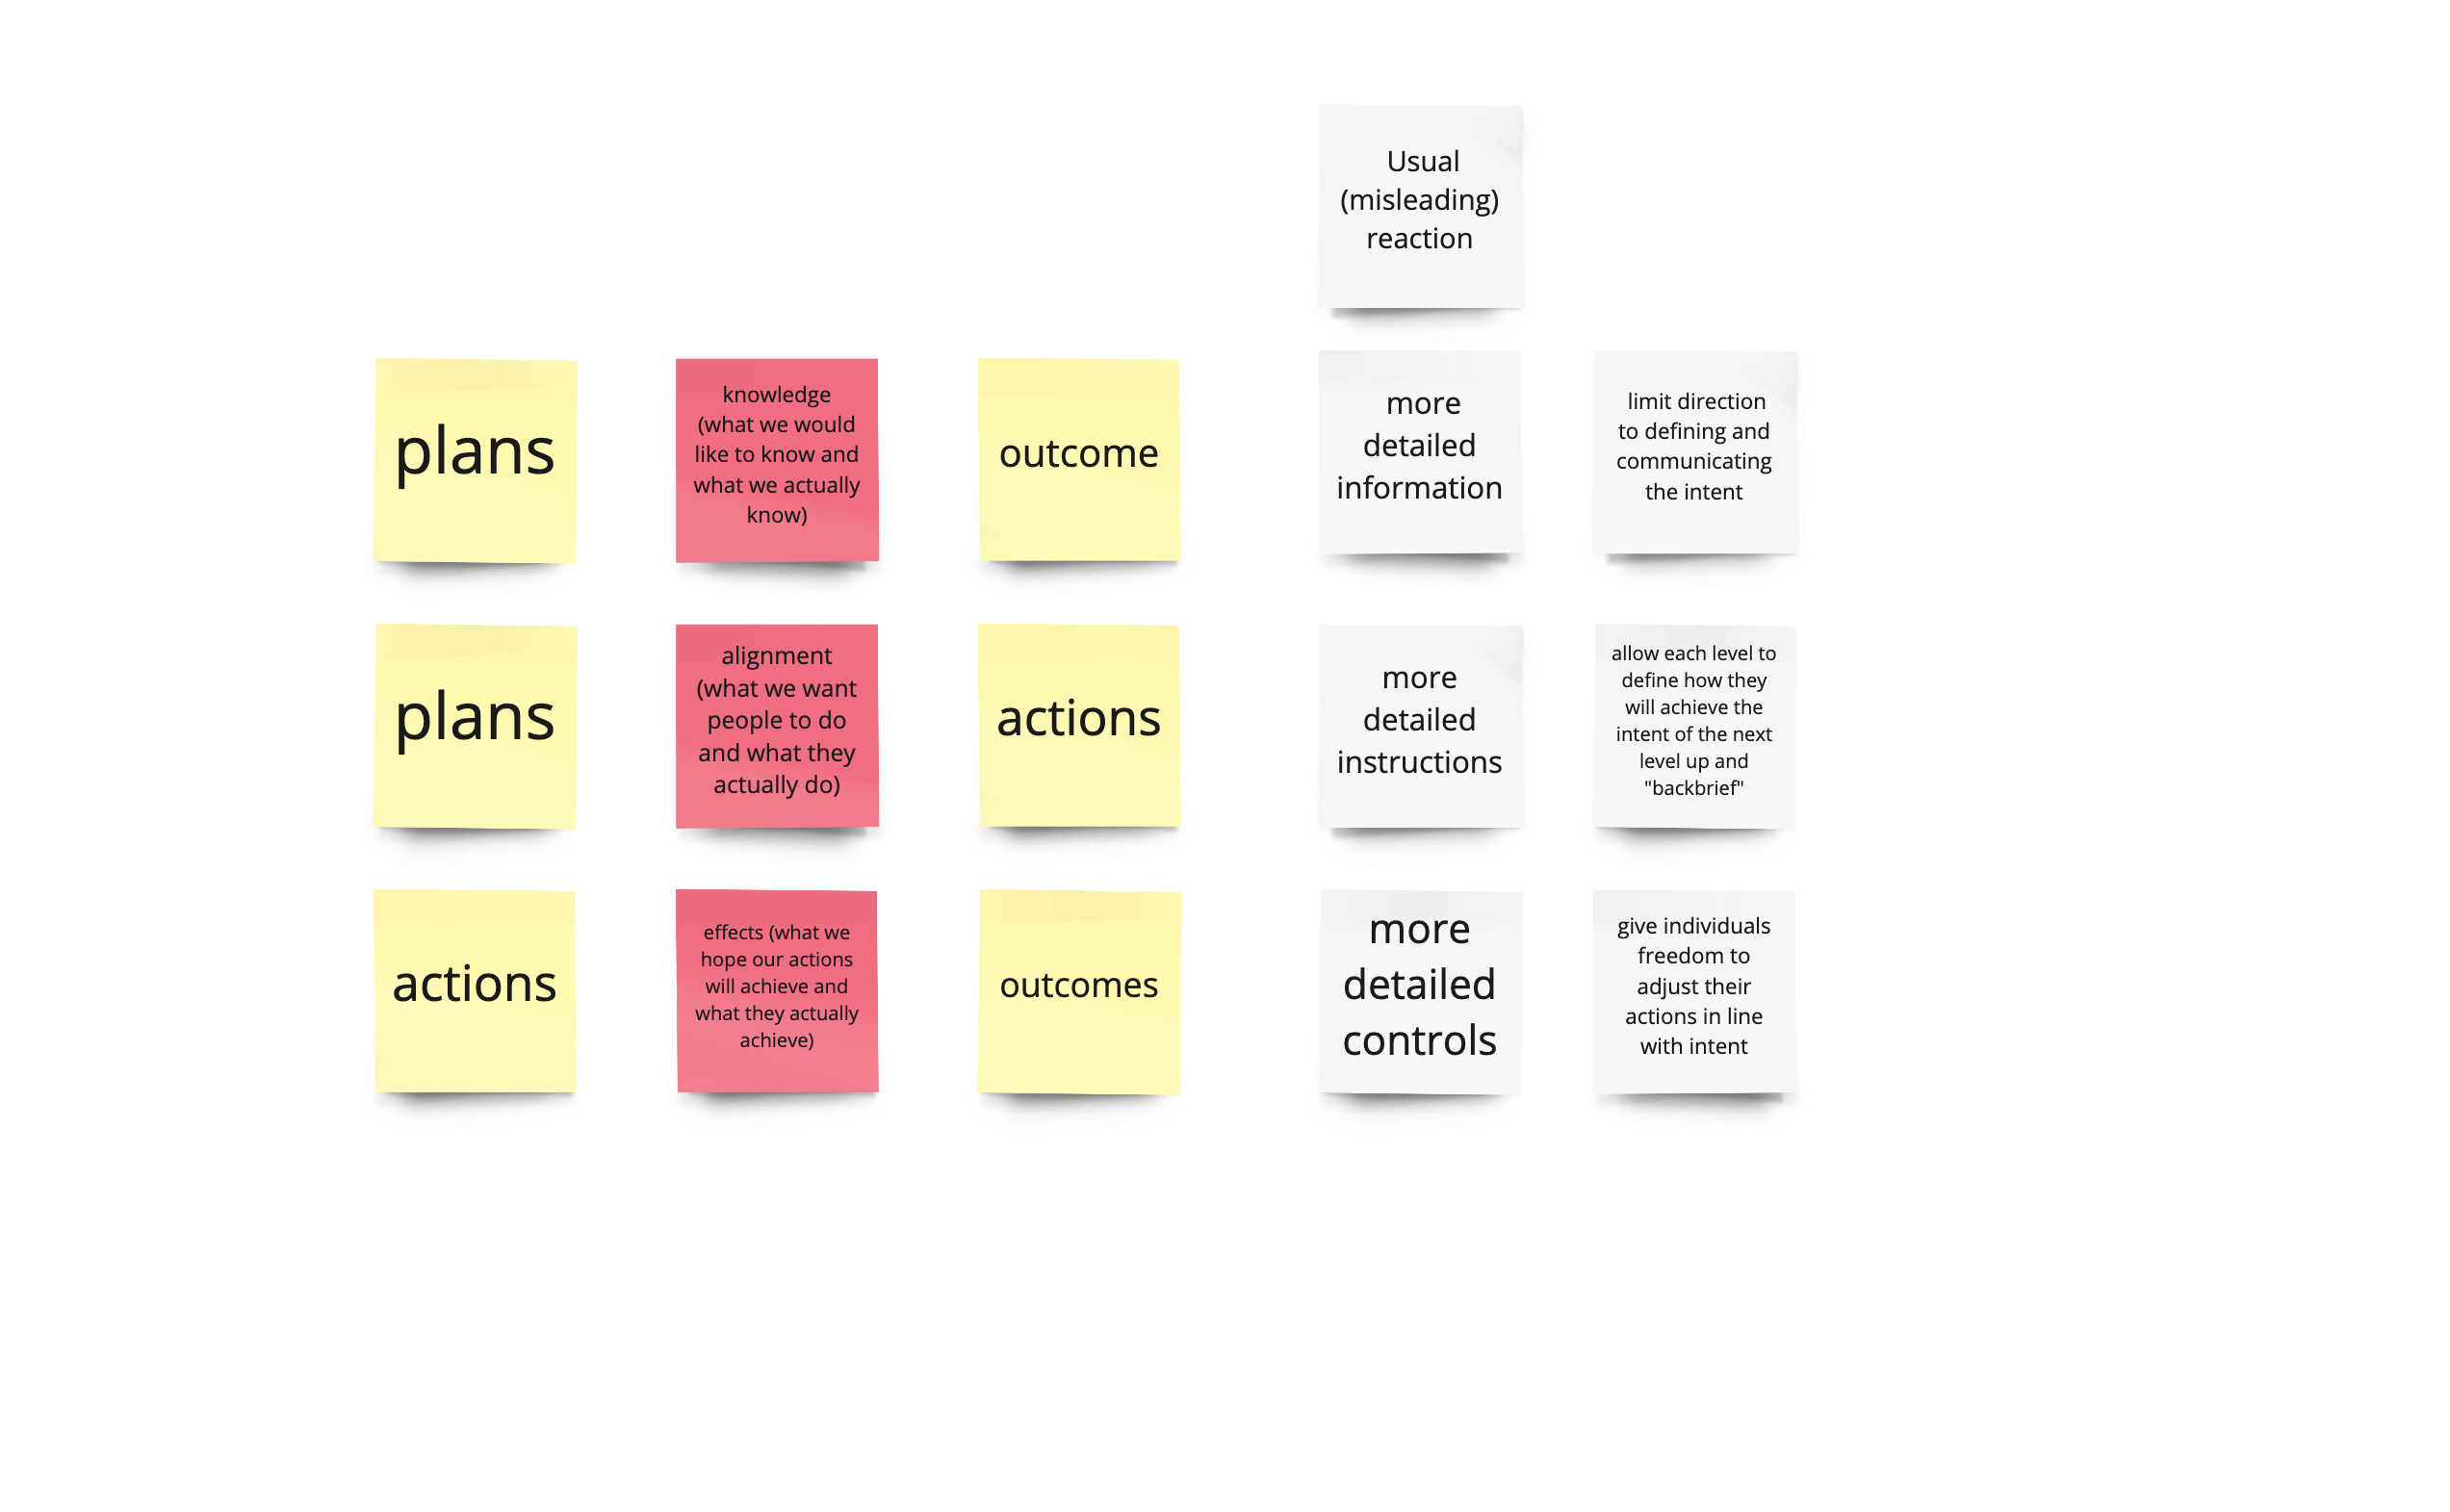 Usual
(misleading)
reaction
plans
knowledge
(what we would
like to know and
what we actually
know)
outcome
more
detailed
information
limit direction
to defining and
communicating
the intent
plans
alignment
(what we want
people to do
and what they
actually do)
actions
more
detailed
instructions
allow each level to
define how they
will achieve the
intent of the next
level up and
"backbrief"
actions
effects (what we
hope our actions
will achieve and
what they actually
achieve)
outcomes
more
detailed
controls
give individuals
freedom to
adjust their
actions in line
with intent